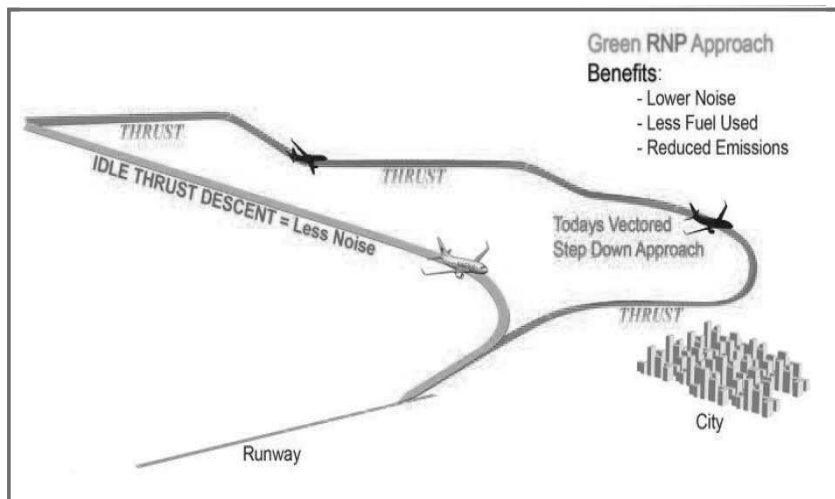 Green RNP Approach
Benefits:
- Lower Noise
- Less Fuel Used
- Reduced Emissions
THRUST
THRUST
IDLE THRUST DESCENT = Less Noise
Todays Vectored
Step Down Approach
THRUST
City
Runway